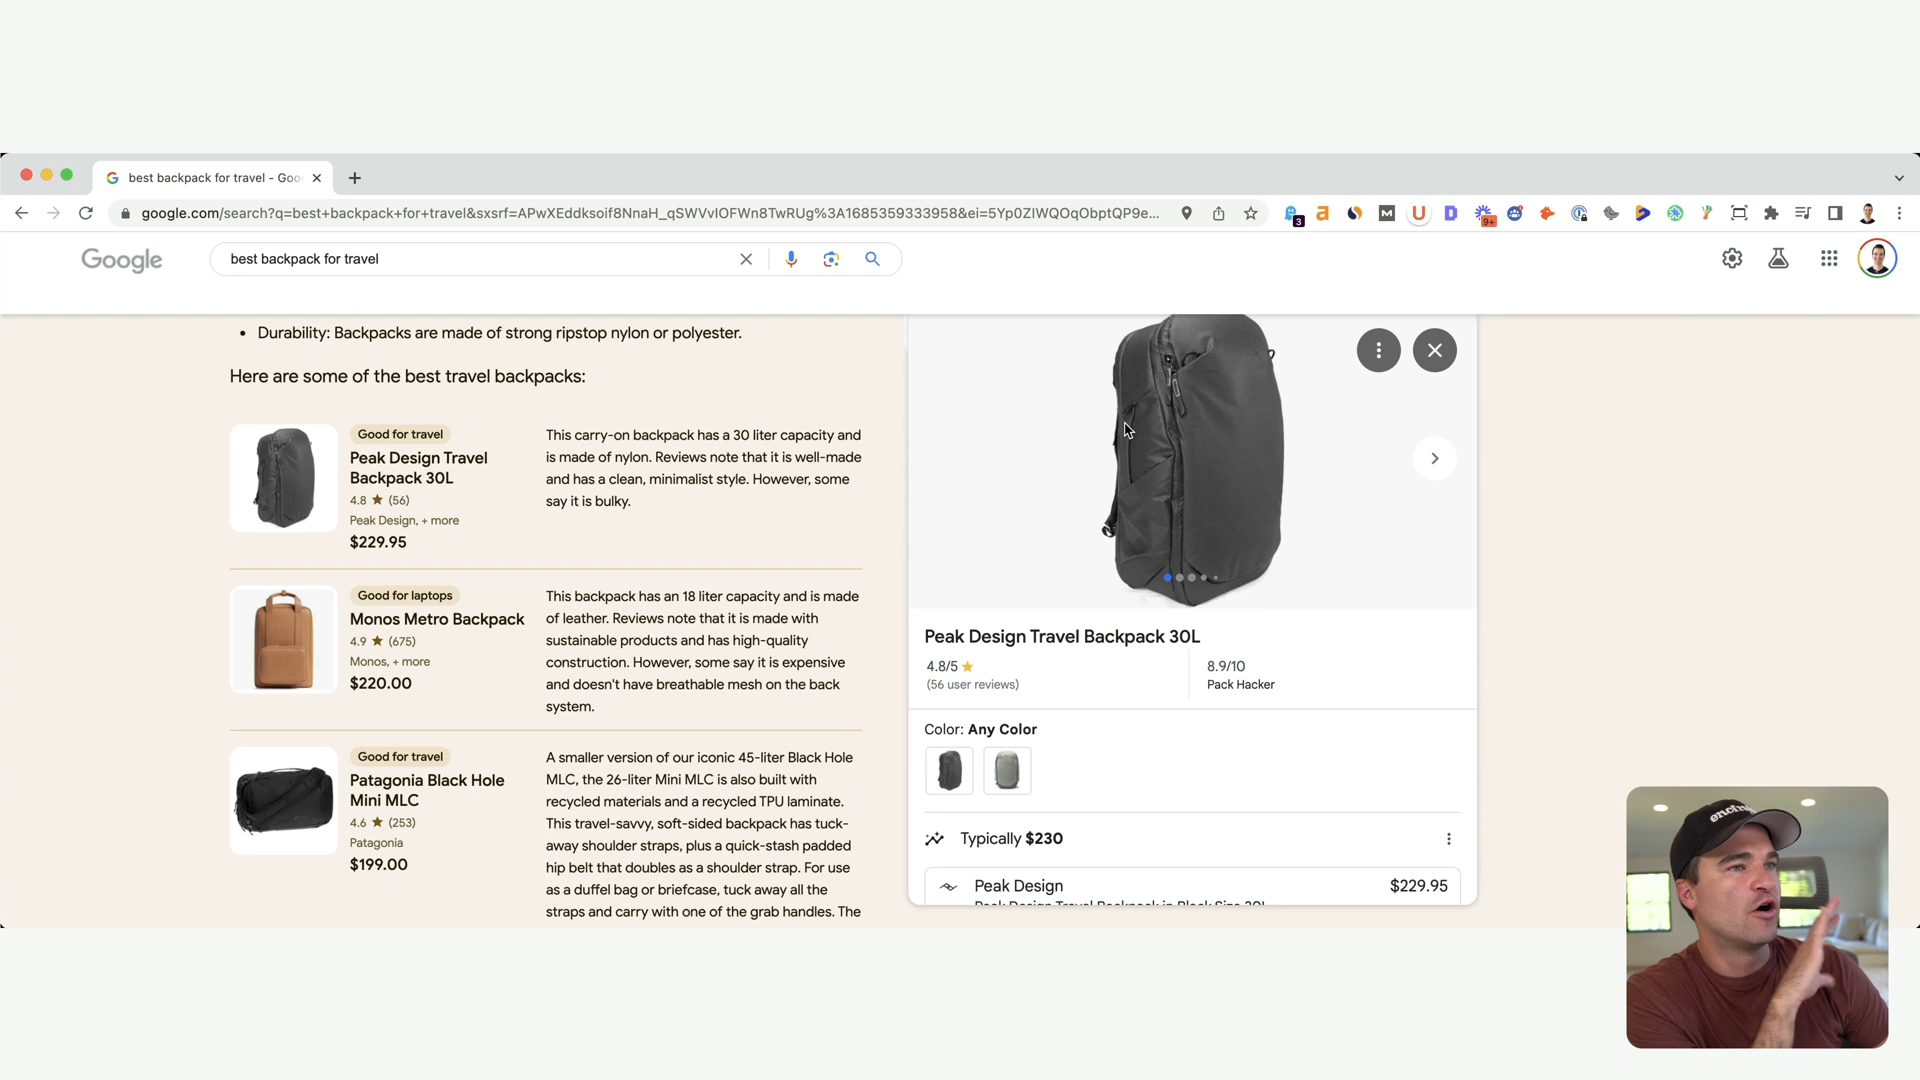 best backpack for travel - Goo
google.com/search?q=best+backpack+for+travel&sxsrf=APwXEddksoif8NnaH_qSWVvIOFWn8TwRUg%3A1685359333958&ei=5Yp0ZIWQOqObptQP9e...
3
9+
Google
best backpack for travel
• Durability: Backpacks are made of strong ripstop nylon or polyester.
Here are some of the best travel backpacks:
Good for travel
Peak Design Travel
Backpack 30L
4.8 ★ (56)
Peak Design, + more
$229.95
This carry-on backpack has a 30 liter capacity and
is made of nylon. Reviews note that it is well-made
and has a clean, minimalist style. However, some
say it is bulky.
Good for laptops
Monos Metro Backpack
4.9 ★ (675)
Monos, + more
$220.00
This backpack has an 18 liter capacity and is made
of leather. Reviews note that it is made with
sustainable products and has high-quality
construction. However, some say it is expensive
and doesn't have breathable mesh on the back
system.
Good for travel
Patagonia Black Hole
Mini MLC
4.6 ★ (253)
Patagonia
$199.00
A smaller version of our iconic 45-liter Black Hole
MLC, the 26-liter Mini MLC is also built with
recycled materials and a recycled TPU laminate.
This travel-savvy, soft-sided backpack has tuck-
away shoulder straps, plus a quick-stash padded
hip belt that doubles as a shoulder strap. For use
as a duffel bag or briefcase, tuck away all the
straps and carry with one of the grab handles. The
Peak Design Travel Backpack 30L
4.8/5 ★
(56 user reviews)
8.9/10
Pack Hacker
Color: Any Color
Typically $230
Peak Design
$229.95
Peak Design Travel Backpack in Black Size 30L